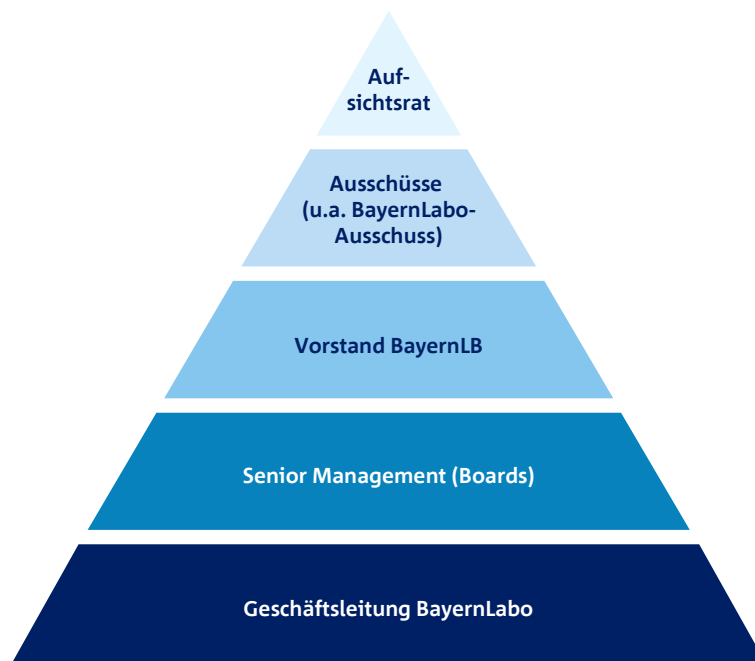 Auf-
sichtsrat
Ausschüsse
(u.a. BayernLabo-
Ausschuss)
Vorstand BayernLB
Senior Management (Boards)
Geschäftsleitung BayernLabo